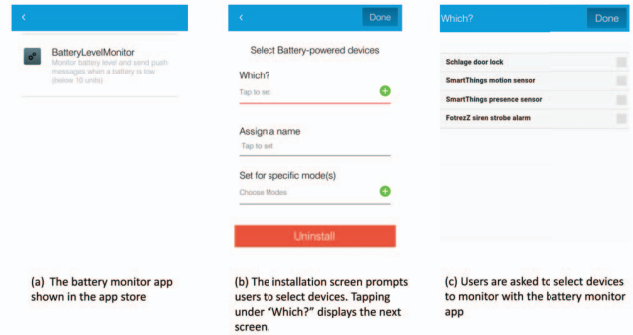 BatteryLevelMonitor
Monitor battery level and send push
messages when a battery is low
(below 10 units)
Done
Select Battery-powered devices
Which?
Tap to se
Assign a name
Tap to set
Set for specific mode(s)
Choose Modes
Uninstall
Which?
Done
Schlage door lock
SmartThings motion sensor
SmartThings presence sensor
FotrezZ siren strobe alarm
(a) The battery monitor app
shown in the app store
(b) The installation screen prompts
users to select devices. Tapping
under “Which?” displays the next
screen
(c) Users are asked to select devices
to monitor with the battery monitor
app